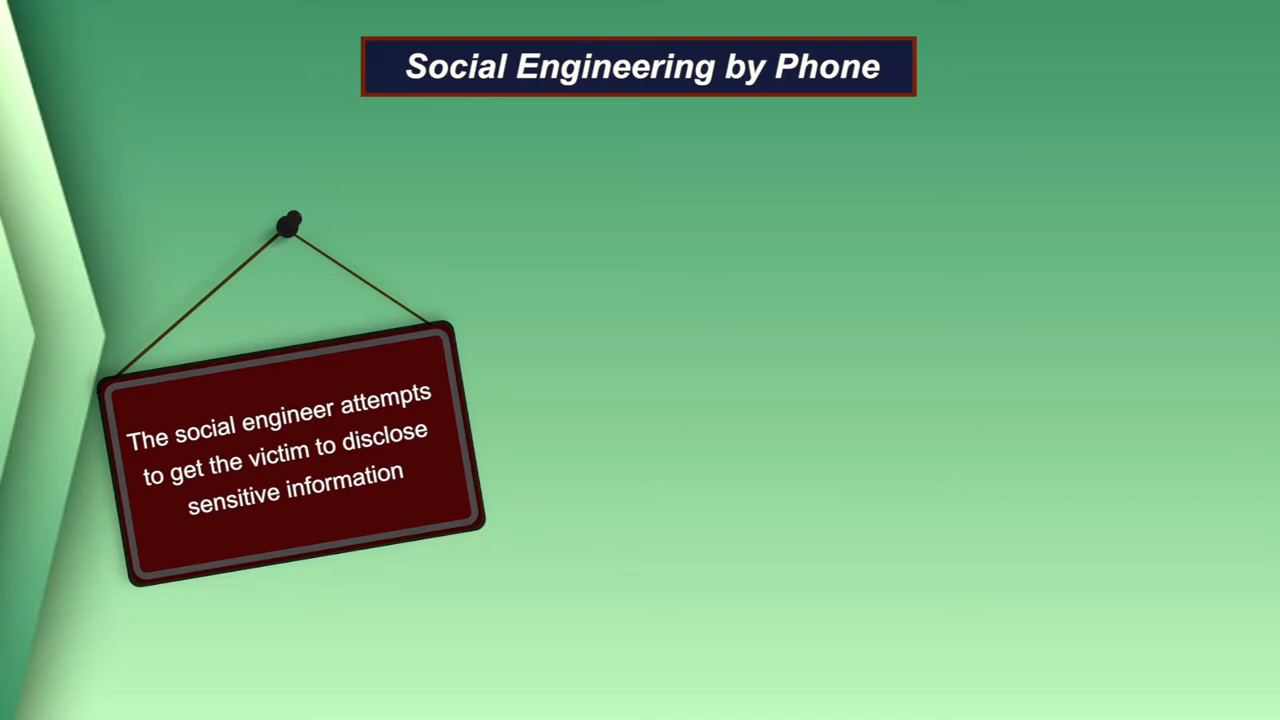 Social Engineering by Phone
The social engineer attempts
to get the victim to disclose
sensitive information